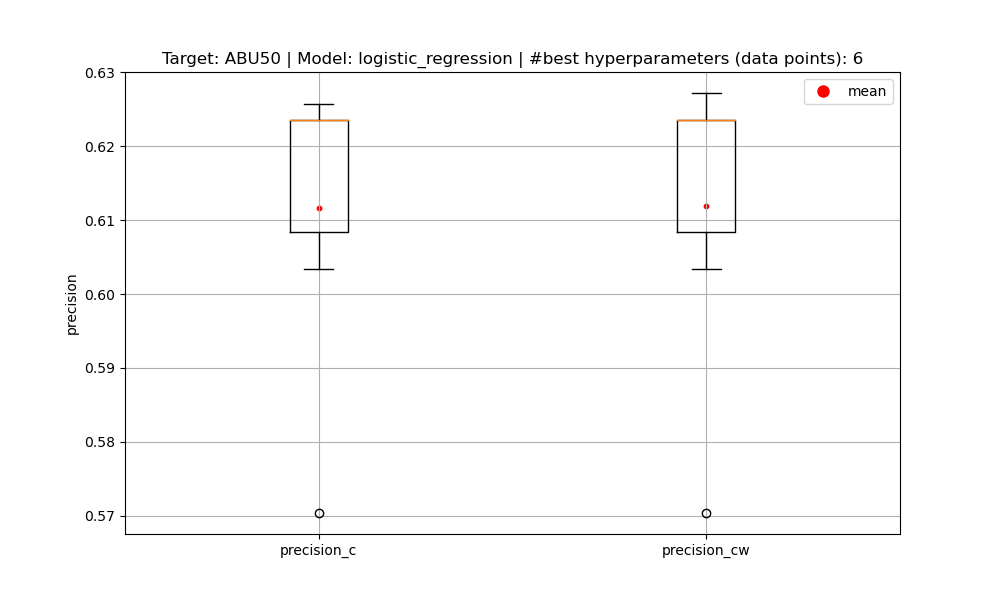 Target: ABU50 | Model: logistic_regression | #best hyperparameters (data points): 6
0.63
mean
0.62
0.61
0.60
precision
0.59
0.58
0.57
precision_c
precision_cw